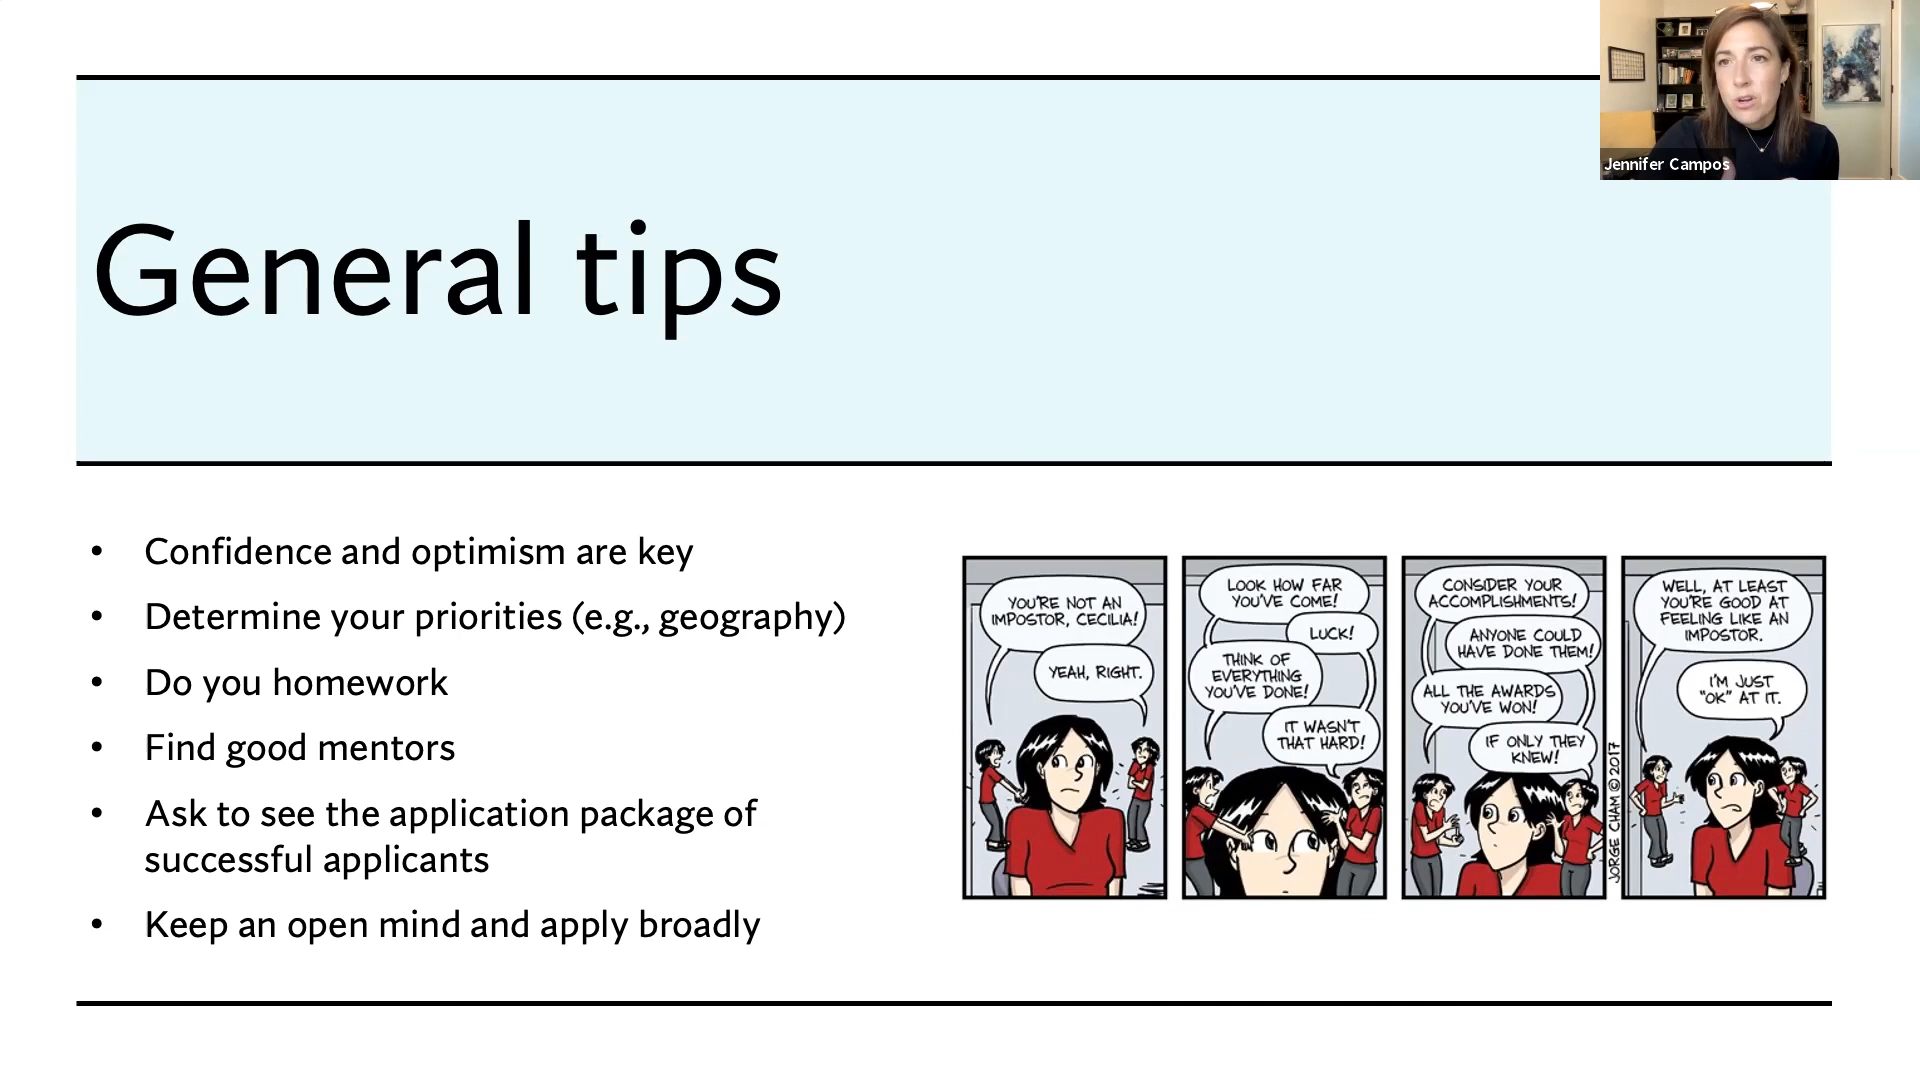 Jennifer Campos
General tips
• Confidence and optimism are key
• Determine your priorities (e.g., geography)
• Do you homework
• Find good mentors
• Ask to see the application package of
successful applicants
• Keep an open mind and apply broadly
YOU'RE NOT AN
IMPOSTOR, CECILIA!
YEAH, RIGHT.
LOOK HOW FAR
YOU'VE COME!
LUCK!
THINK OF
EVERYTHING
YOU'VE DONE!
IT WASN'T
THAT HARD!
CONSIDER YOUR
ACCOMPLISHMENTS!
ANYONE COULD
HAVE DONE THEM!
ALL THE AWARDS
YOU'VE WON!
IF ONLY THEY
KNEW!
JORGE CHAM © 2017
WELL, AT LEAST
YOU'RE GOOD AT
FEELING LIKE AN
IMPOSTOR.
I'M JUST
"OK" AT IT.